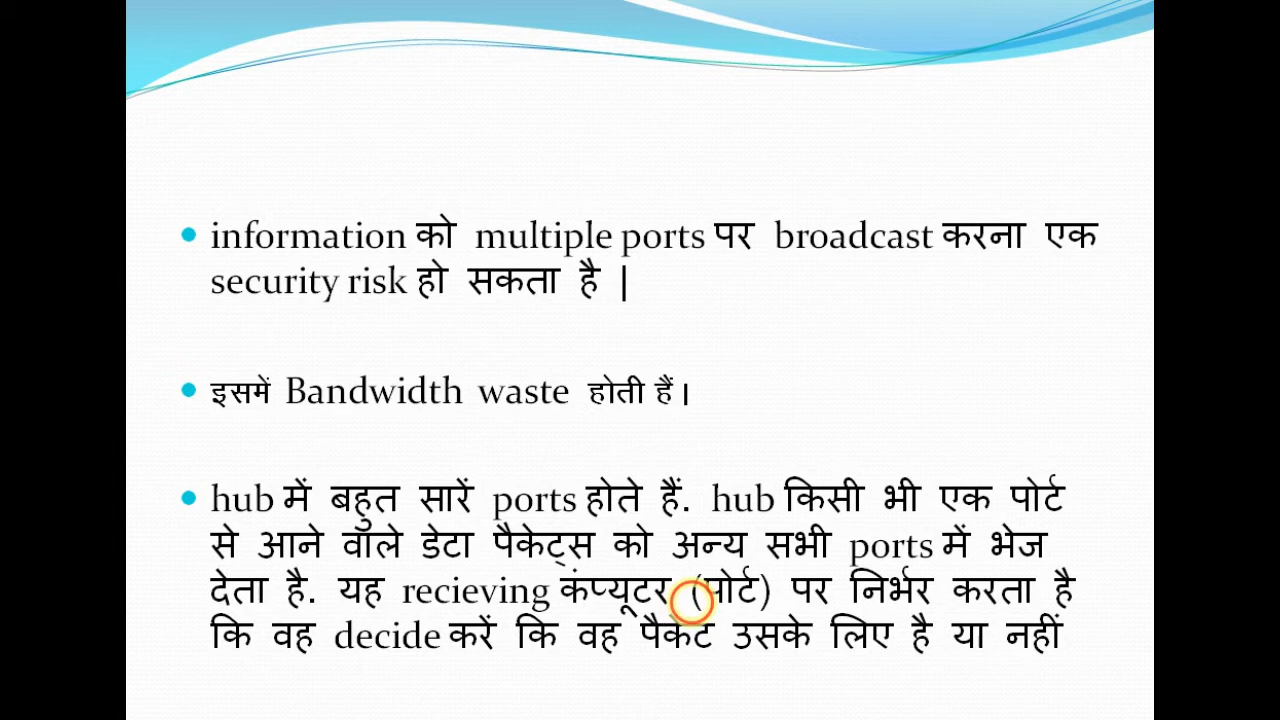 information को multiple ports पर broadcast करना एक
security risk हो सकता है |
इसमें Bandwidth waste होती हैं।
hub में बहुत सारें ports होते हैं. hub किसी भी एक पोर्ट
से आने वाले डेटा पैकेट्स को अन्य सभी ports में भेज
देता है. यह recieving कंप्यूटर (पोर्ट) पर निर्भर करता है
कि वह decide करें कि वह पैकेट उसके लिए है या नहीं